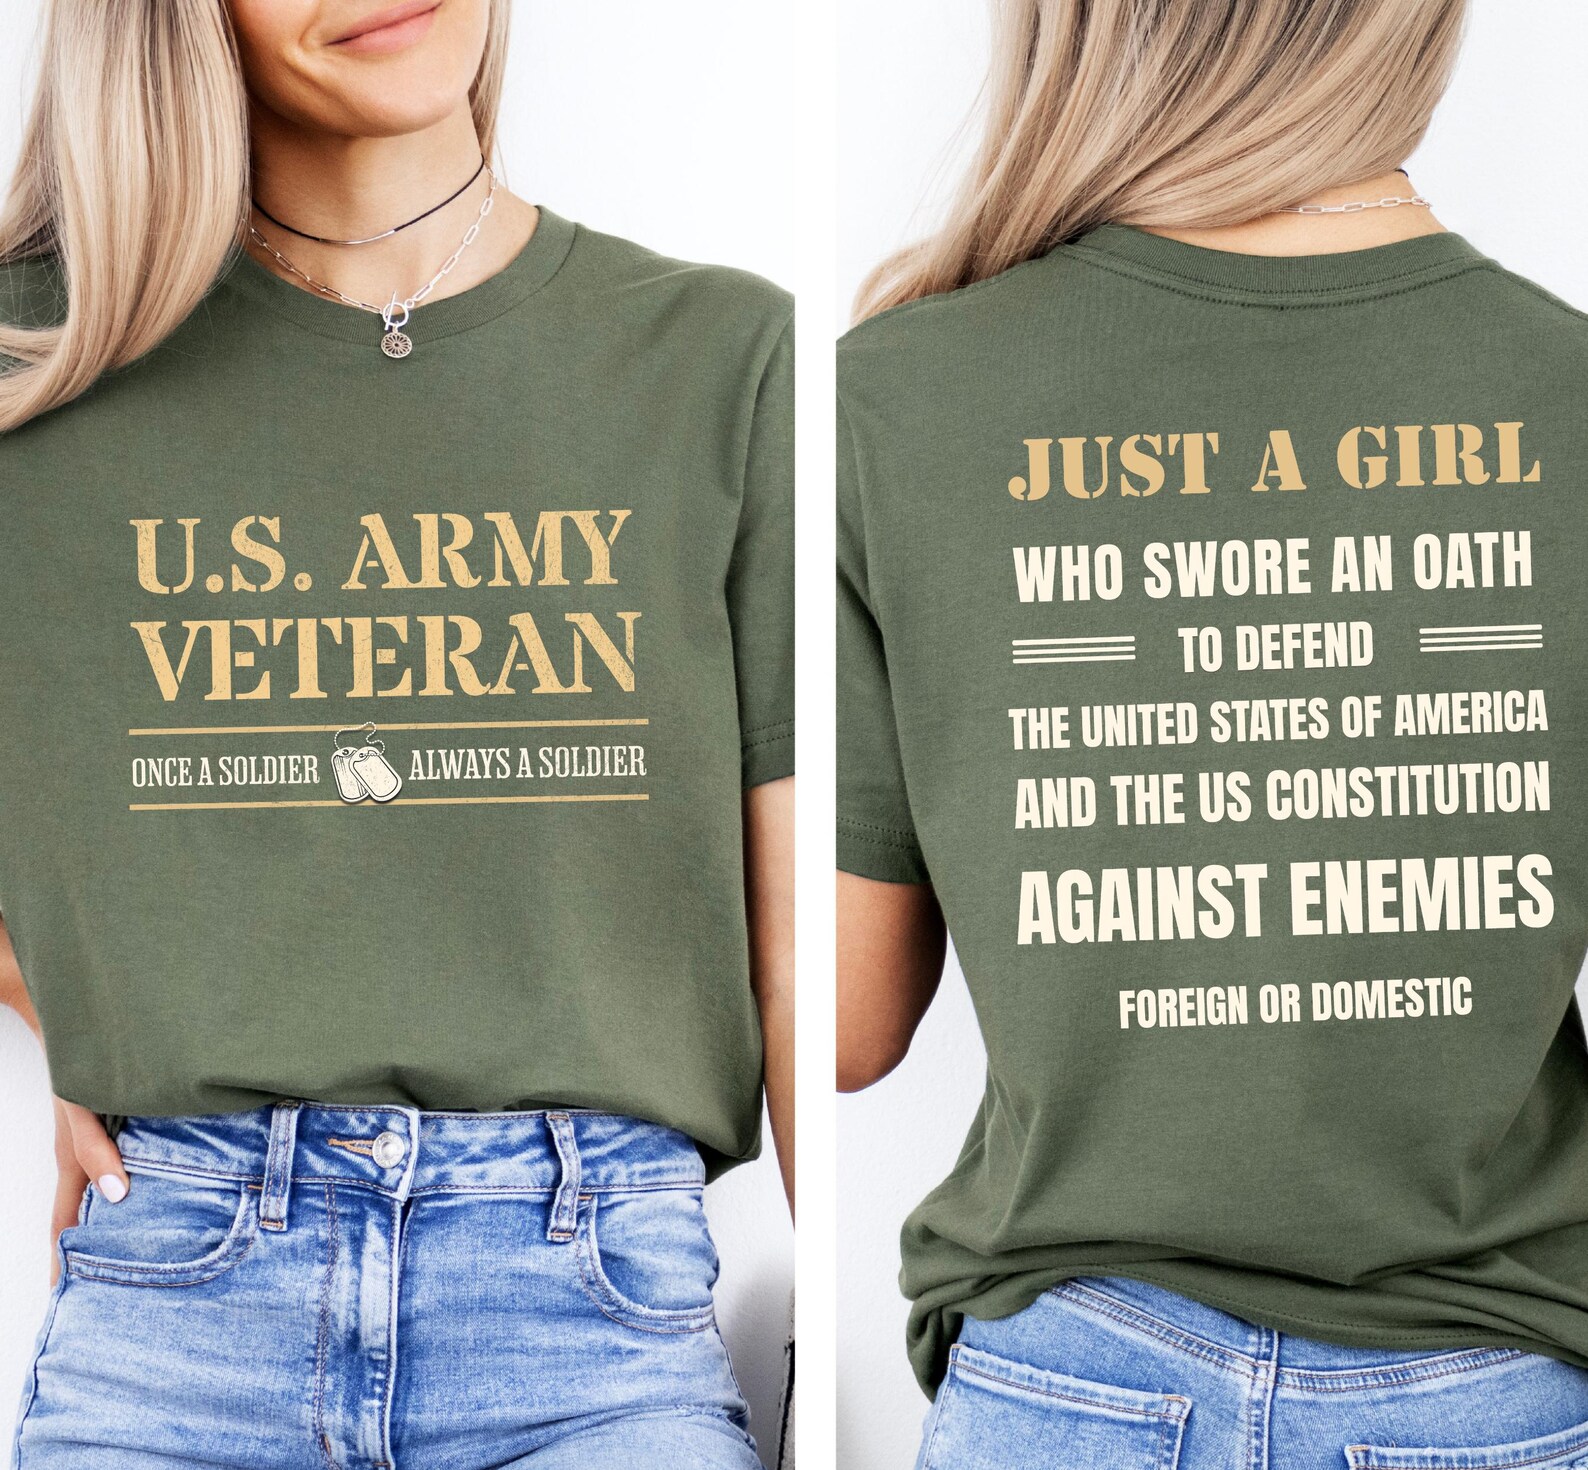 U.S. ARMY
VETERAN
ONCE A SOLDIER ALWAYS A SOLDIER
JUST A GIRL
WHO SWORE AN OATH
TO DEFEND
THE UNITED STATES OF AMERICA
AND THE US CONSTITUTION
AGAINST ENEMIES
FOREIGN OR DOMESTIC